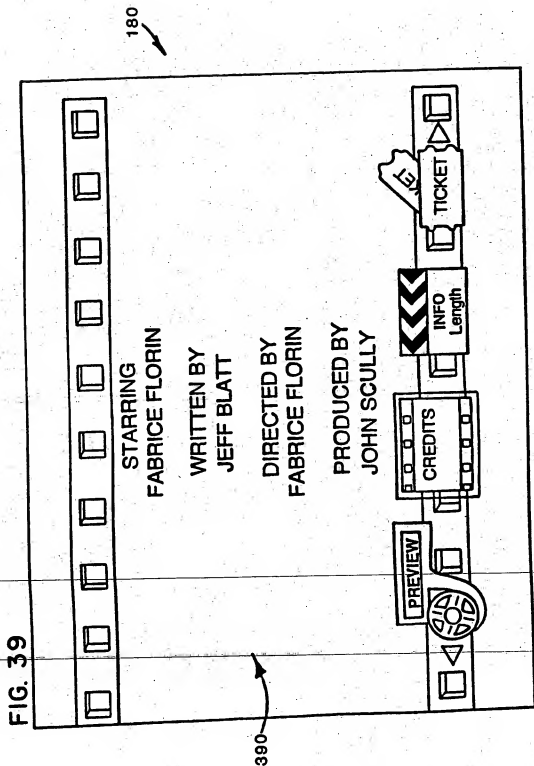 FIG. 39
180
STARRING
FABRICE FLORIN
WRITTEN BY
JEFF BLATT
DIRECTED BY
FABRICE FLORIN
PRODUCED BY
JOHN SCULLY
390
PREVIEW
CREDITS
INFO
Length
KET
TICKET